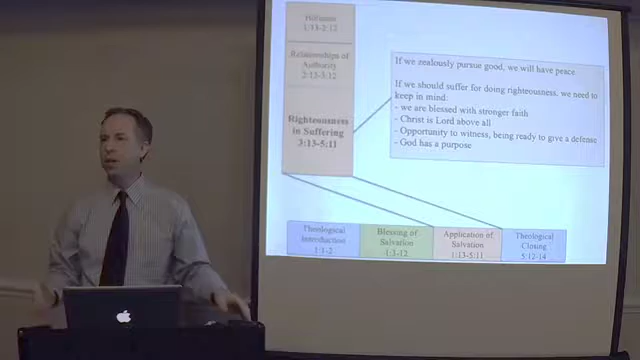 Holiness
1:13-2:12
Relationships of
Authority
2:13-3:12
Righteousness
in Suffering
3:13-5:11
If we zealously pursue good, we will have peace.
If we should suffer for doing righteousness, we need to
keep in mind:
- we are blessed with stronger faith
- Christ is Lord above all
- Opportunity to witness, being ready to give a defense
- God has a purpose
Theological
Introduction
1:1-2
Blessing of
Salvation
1:3-12
Application of
Salvation
1:13-5:11
Theological
Closing
5:12-14